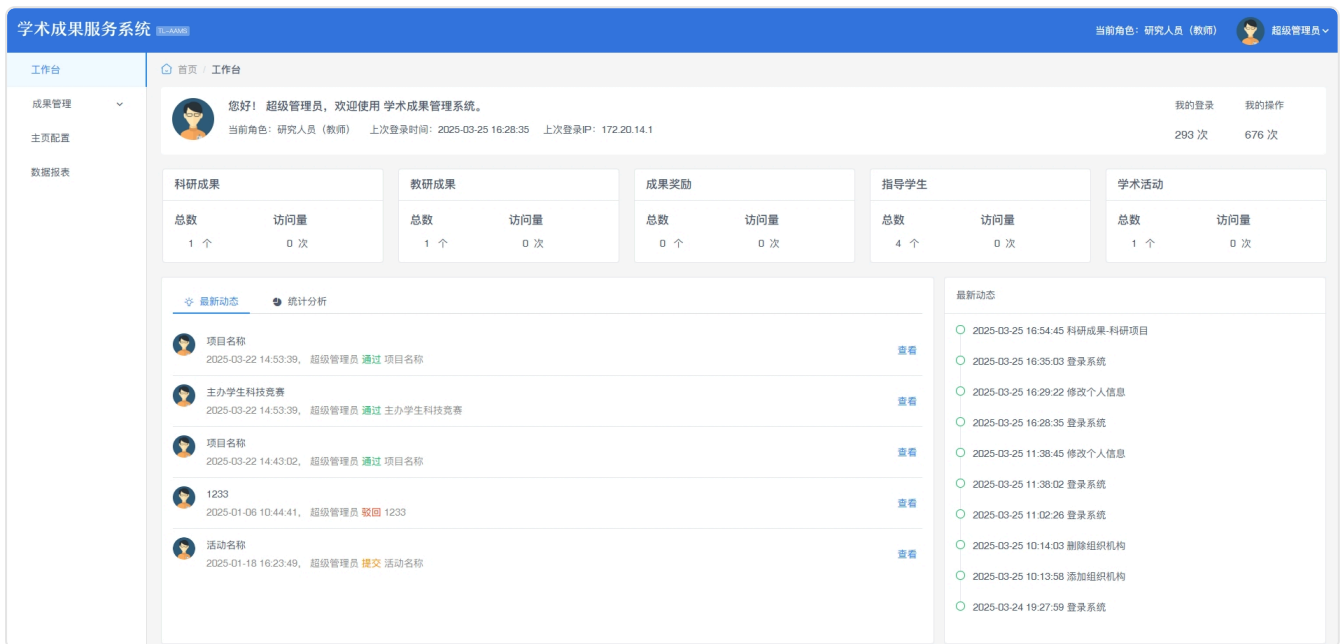 学术成果服务系统 TL-AAMS
当前角色：研究人员（教师） 超级管理员
工作台
成果管理
主页配置
数据报表
首页 / 工作台
您好！ 超级管理员，欢迎使用 学术成果管理系统。
当前角色：研究人员（教师） 上次登录时间：2025-03-25 16:28:35 上次登录IP：172.20.14.1
我的登录 我的操作
293 次 676 次
科研成果
总数 访问量
1 个 0 次
教研成果
总数 访问量
1 个 0 次
成果奖励
总数 访问量
0 个 0 次
指导学生
总数 访问量
4 个 0 次
学术活动
总数 访问量
1 个 0 次
最新动态 统计分析
项目名称
2025-03-22 14:53:39， 超级管理员 通过 项目名称
查看
主办学生科技竞赛
2025-03-22 14:53:39， 超级管理员 通过 主办学生科技竞赛
查看
项目名称
2025-03-22 14:43:02， 超级管理员 通过 项目名称
查看
1233
2025-01-06 10:44:41， 超级管理员 驳回 1233
查看
活动名称
2025-01-18 16:23:49， 超级管理员 提交 活动名称
查看
最新动态
2025-03-25 16:54:45 科研成果-科研项目
2025-03-25 16:35:03 登录系统
2025-03-25 16:29:22 修改个人信息
2025-03-25 16:28:35 登录系统
2025-03-25 11:38:45 修改个人信息
2025-03-25 11:38:02 登录系统
2025-03-25 11:02:26 登录系统
2025-03-25 10:14:03 删除组织机构
2025-03-25 10:13:58 添加组织机构
2025-03-24 19:27:59 登录系统